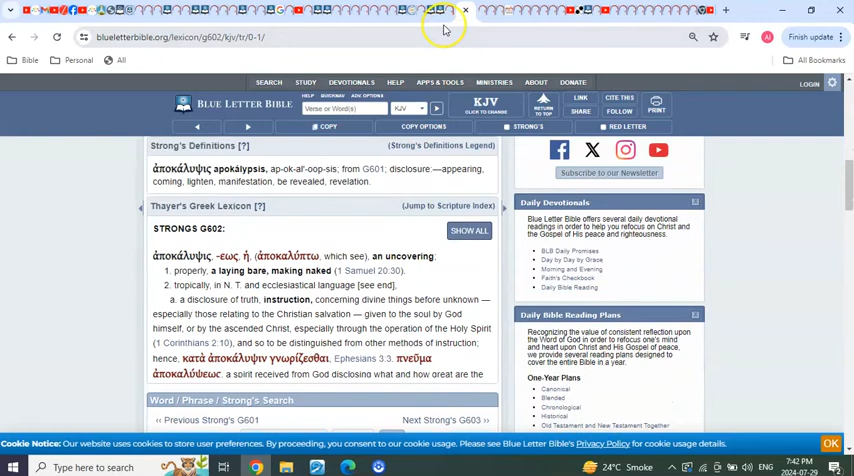 Finish update
blueletterbible.org/lexicon/g602/kjv/tr/0-1/
Bible
Personal
All
All Bookmarks
SEARCH STUDY DEVOTIONALS HELP APPS & TOOLS MINISTRIES ABOUT DONATE
LOGIN
BLUE LETTER BIBLE
HELP QUICKNAV ADV. OPTIONS
Verse or Word(s)
KJV
KJV
CLICK TO CHANGE
RETURN
TO TOP
LINK
SHARE
CITE THIS
FOLLOW
PRINT
COPY
COPY OPTIONS
STRONG'S
RED LETTER
Strong's Definitions [?]
(Strong's Definitions Legend)
ἀποκάλυψις apokálypsis, ap-ok-al'-oop-sis; from G601; disclosure:—appearing,
coming, lighten, manifestation, be revealed, revelation.
Thayer's Greek Lexicon [?]
(Jump to Scripture Index)
STRONGS G602:
SHOW ALL
ἀποκάλυψις, -εως, ἡ, (ἀποκαλύπτω, which see), an uncovering;
1. properly, a laying bare, making naked (1 Samuel 20:30).
2. tropically, in N. T. and ecclesiastical language [see end],
a. a disclosure of truth, instruction, concerning divine things before unknown —
especially those relating to the Christian salvation — given to the soul by God
himself, or by the ascended Christ, especially through the operation of the Holy Spirit
(1 Corinthians 2:10), and so to be distinguished from other methods of instruction;
hence, κατὰ ἀποκάλυψιν γνωρίζεσθαι, Ephesians 3:3. πνεῦμα
ἀποκαλύψεως, a spirit received from God disclosing what and how great are the
Word / Phrase / Strong's Search
‹‹ Previous Strong's G601
Next Strong's G603 ››
Subscribe to our Newsletter
Daily Devotionals
Blue Letter Bible offers several daily devotional
readings in order to help you refocus on Christ and
the Gospel of His peace and righteousness.
BLB Daily Promises
Day by Day by Grace
Morning and Evening
Faith's Checkbook
Daily Bible Reading
Daily Bible Reading Plans
Recognizing the value of consistent reflection upon
the Word of God in order to refocus one's mind
and heart upon Christ and His Gospel of peace,
we provide several reading plans designed to
cover the entire Bible in a year.
One-Year Plans
Canonical
Blended
Chronological
Historical
Old Testament and New Testament Together
Cookie Notice: Our website uses cookies to store user preferences. By proceeding, you consent to our cookie usage. Please see Blue Letter Bible's Privacy Policy for cookie usage details.
OK
Type here to search
24°C Smoke
7:42 PM
2024-07-29